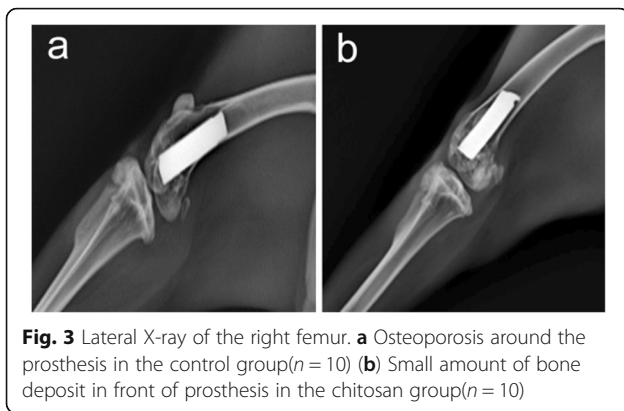 a b
Fig. 3 Lateral X-ray of the right femur. a Osteoporosis around the
prosthesis in the control group(n = 10) (b) Small amount of bone
deposit in front of prosthesis in the chitosan group(n = 10)